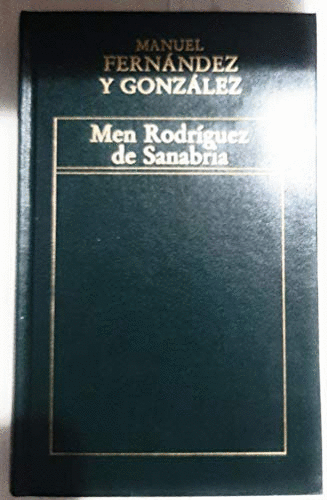 MANUEL
FERNÁNDEZ
Y GONZÁLEZ
Men Rodríguez
de Sanabria